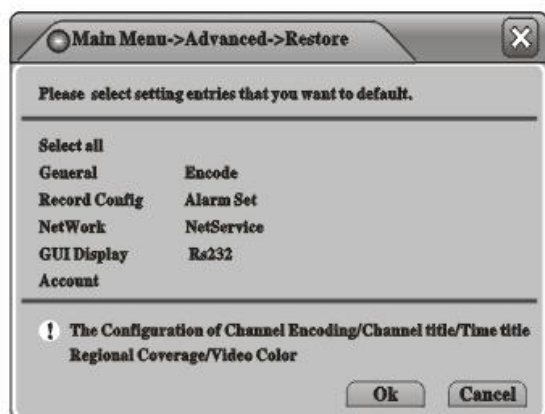 Main Menu->Advanced->Restore
Please select setting entries that you want to default.
Select all
General Encode
Record Config Alarm Set
NetWork NetService
GUI Display Rs232
Account
! The Configuration of Channel Encoding/Channel title/Time title
Regional Coverage/Video Color
Ok Cancel